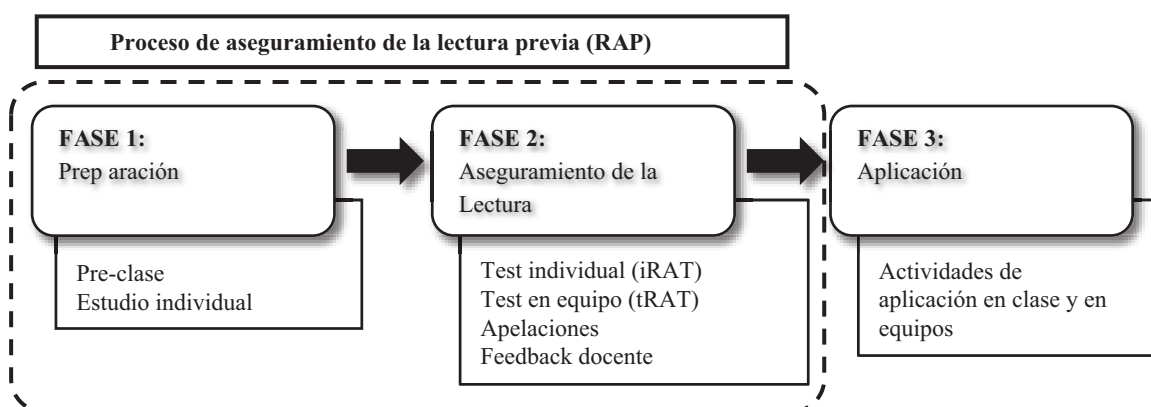 Proceso de aseguramiento de la lectura previa (RAP)
FASE 1:
Prep aración
Pre-clase
Estudio individual
FASE 2:
Aseguramiento de la
Lectura
Test individual (iRAT)
Test en equipo (tRAT)
Apelaciones
Feedback docente
FASE 3:
Aplicación
Actividades de
aplicación en clase y en
equipos